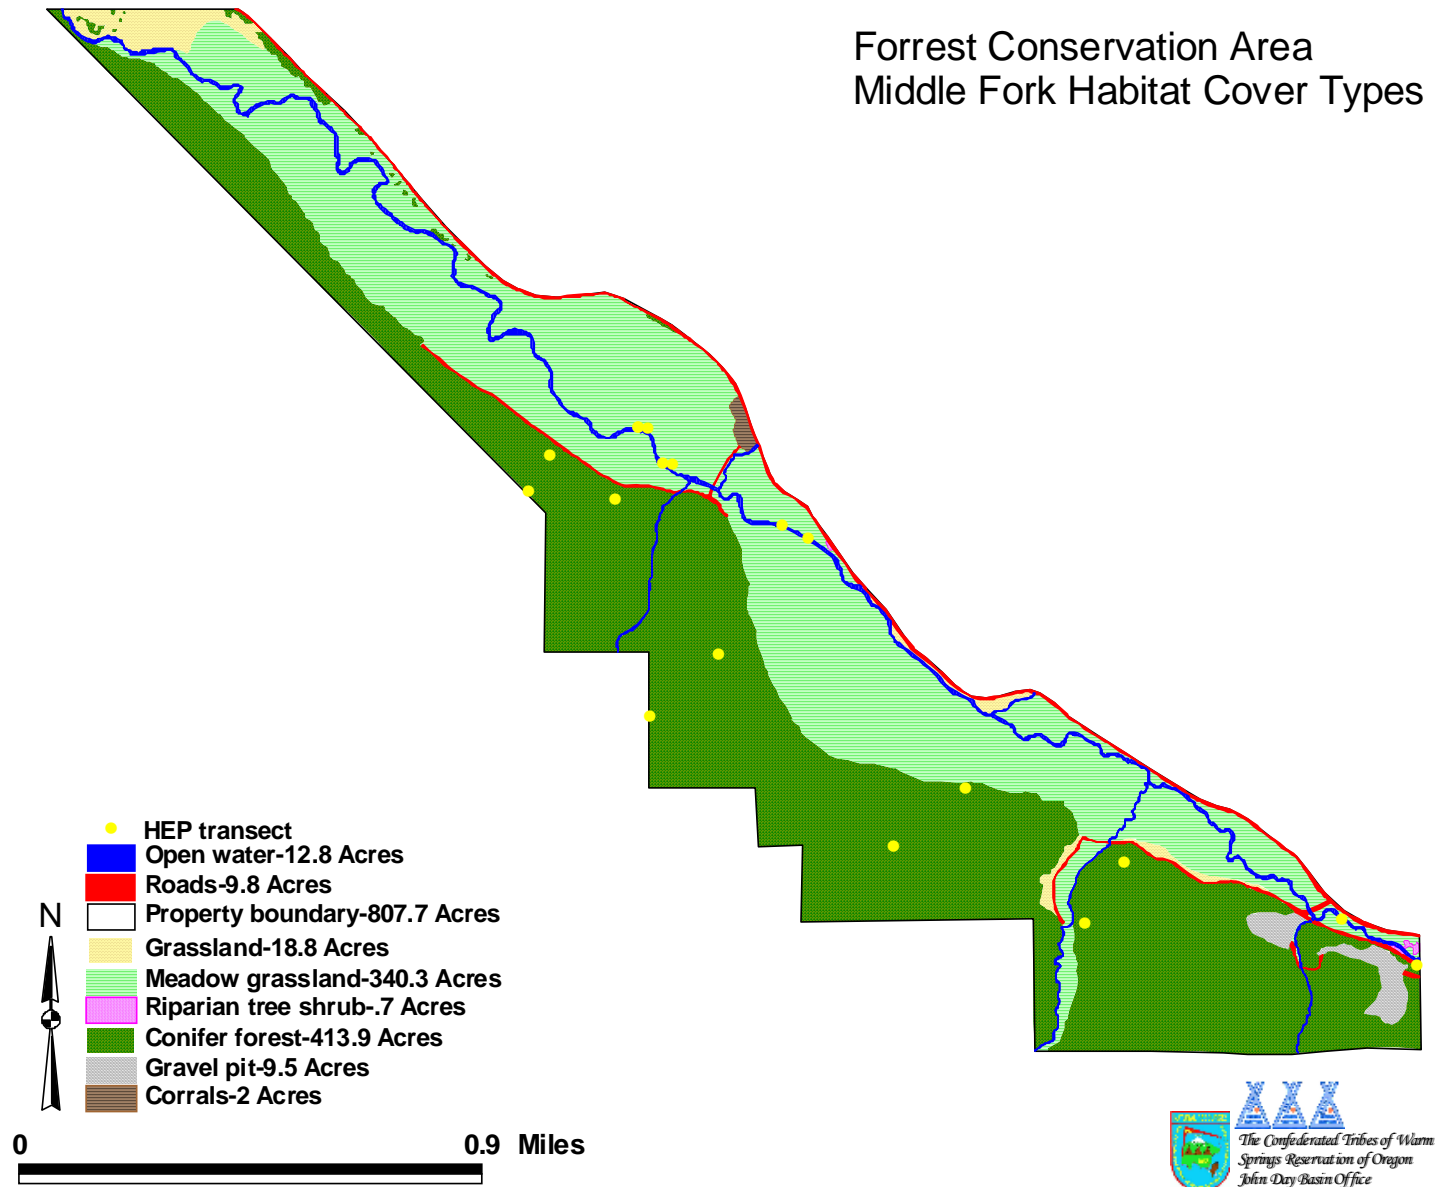 Forrest Conservation Area
Middle Fork Habitat Cover Types
HEP transect
Open water-12.8 Acres
Roads-9.8 Acres
Property boundary-807.7 Acres
Grassland-18.8 Acres
Meadow grassland-340.3 Acres
Riparian tree shrub-.7 Acres
Conifer forest-413.9 Acres
Gravel pit-9.5 Acres
Corrals-2 Acres
N
0 0.9 Miles
The Confederated Tribes of Warm
Springs Reservation of Oregon
John Day Basin Office